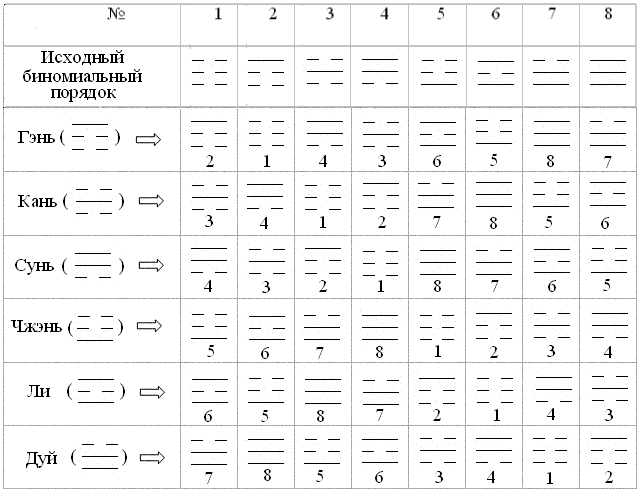 № 1 2 3 4 5 6 7 8
Исходный
биномиальный
порядок
Гэнь ( )
2 1 4 3 6 5 8 7
Кань ( )
3 4 1 2 7 8 5 6
Сунь ( )
4 3 2 1 8 7 6 5
Чжэнь ( )
5 6 7 8 1 2 3 4
Ли ( )
6 5 8 7 2 1 4 3
Дуй ( )
7 8 5 6 3 4 1 2